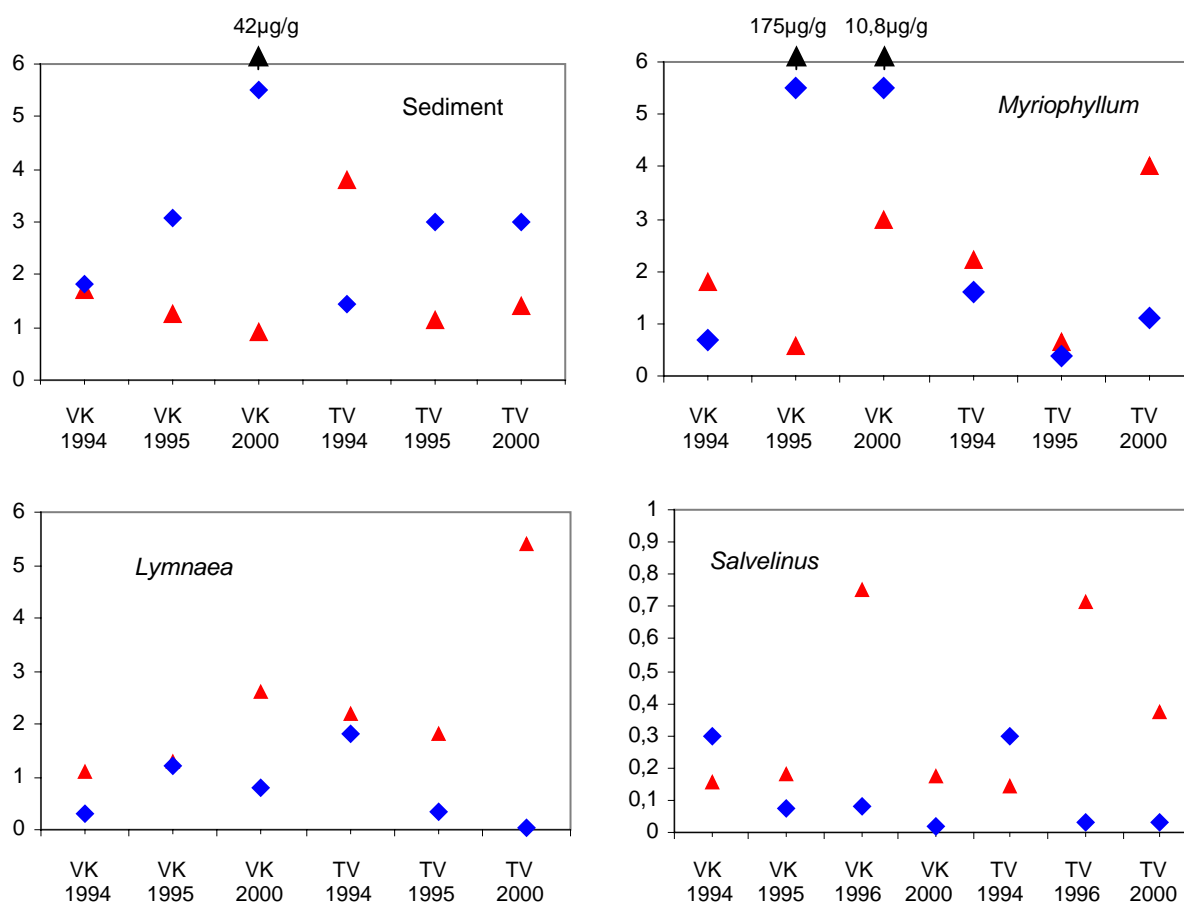 42µg/g
6
5
4
3
2
1
0
Sediment
VK VK VK TV TV TV
1994 1995 2000 1994 1995 2000
175µg/g 10,8µg/g
6
5
4
3
2
1
0
Myriophyllum
VK VK VK TV TV TV
1994 1995 2000 1994 1995 2000
6
5
4
3
2
1
0
Lymnaea
VK VK VK TV TV TV
1994 1995 2000 1994 1995 2000
1
0,9
0,8
0,7
0,6
0,5
0,4
0,3
0,2
0,1
0
Salvelinus
VK VK VK VK TV TV TV
1994 1995 1996 2000 1994 1996 2000